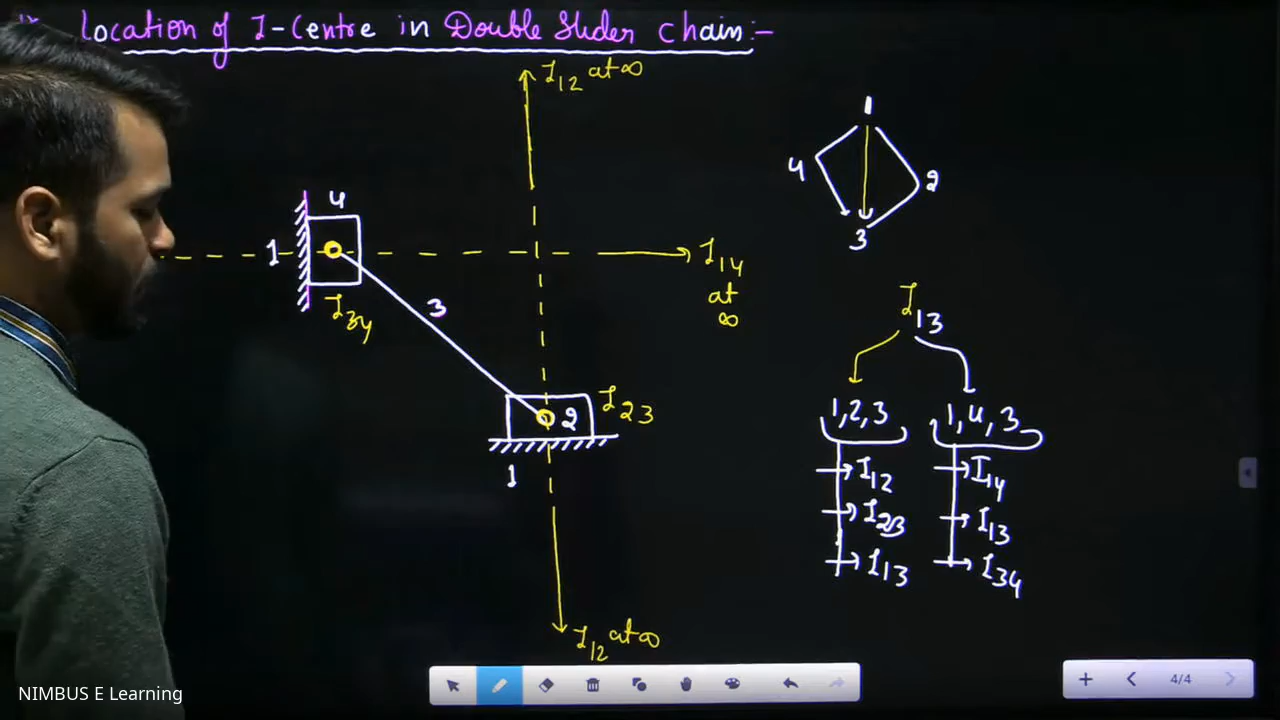 Location of I-Centre in Double Slider Chain:-
I12 at ∞
1
4
2
3
4
1
I14
at
∞
I34
3
I13
I23
2
1
1,2,3
1,4,3
I12
I14
I23
I13
I13
I34
I12 at ∞
4/4
NIMBUS E Learning